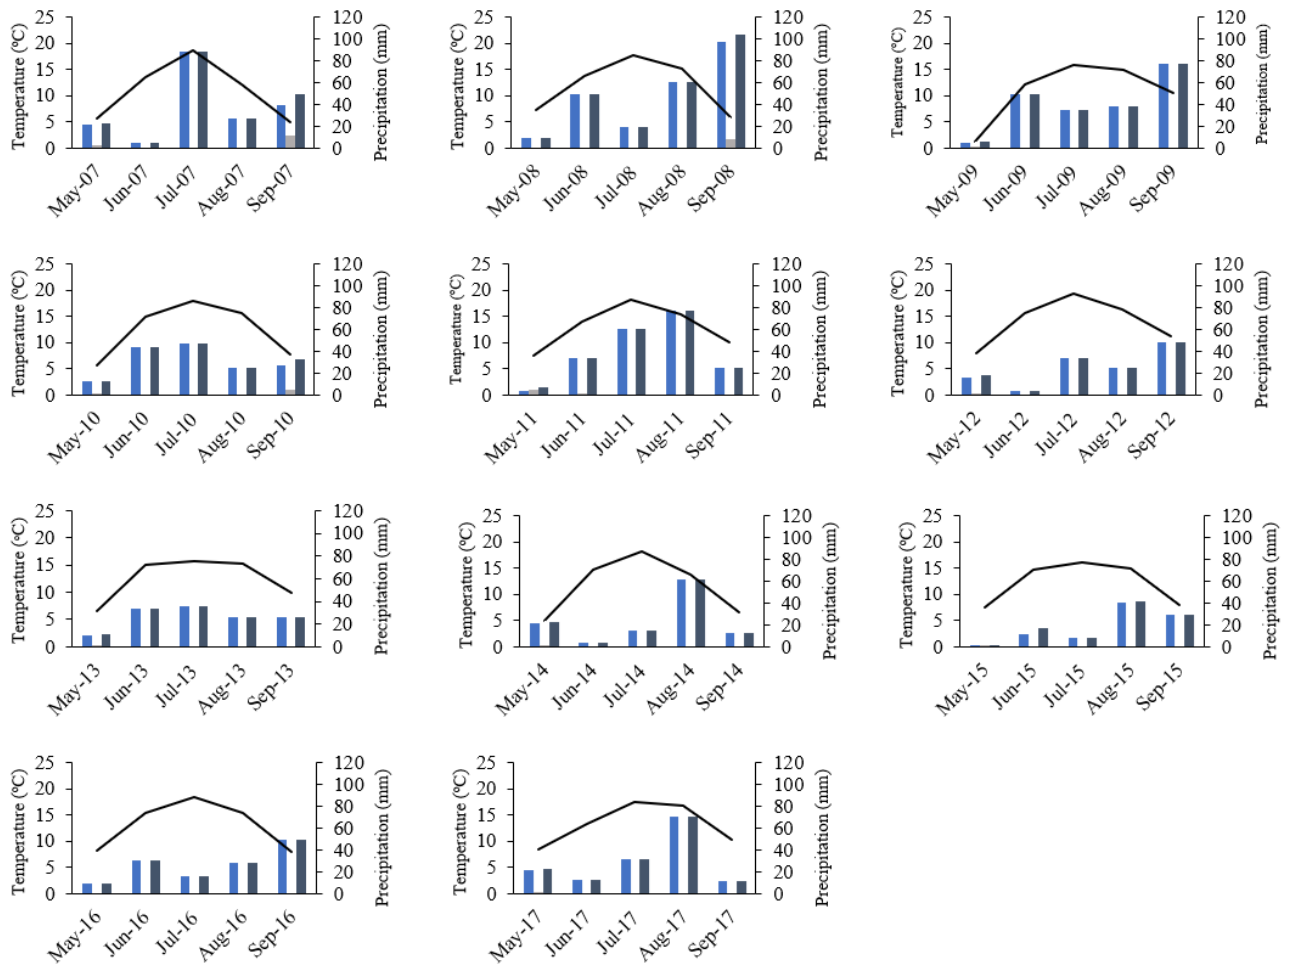 Temperature (ºC)
25
20
15
10
5
0
120
100
80
60
40
20
0
Precipitation (mm)
May-07
Jun-07
Jul-07
Aug-07
Sep-07
Temperature (ºC)
25
20
15
10
5
0
120
100
80
60
40
20
0
Precipitation (mm)
May-08
Jun-08
Jul-08
Aug-08
Sep-08
Temperature (ºC)
25
20
15
10
5
0
120
100
80
60
40
20
0
Precipitation (mm)
May-09
Jun-09
Jul-09
Aug-09
Sep-09
Temperature (ºC)
25
20
15
10
5
0
120
100
80
60
40
20
0
Precipitation (mm)
May-10
Jun-10
Jul-10
Aug-10
Sep-10
Temperature (ºC)
25
20
15
10
5
0
120
100
80
60
40
20
0
Precipitation (mm)
May-11
Jun-11
Jul-11
Aug-11
Sep-11
Temperature (ºC)
25
20
15
10
5
0
120
100
80
60
40
20
0
Precipitation (mm)
May-12
Jun-12
Jul-12
Aug-12
Sep-12
Temperature (ºC)
25
20
15
10
5
0
120
100
80
60
40
20
0
Precipitation (mm)
May-13
Jun-13
Jul-13
Aug-13
Sep-13
Temperature (ºC)
25
20
15
10
5
0
120
100
80
60
40
20
0
Precipitation (mm)
May-14
Jun-14
Jul-14
Aug-14
Sep-14
Temperature (ºC)
25
20
15
10
5
0
120
100
80
60
40
20
0
Precipitation (mm)
May-15
Jun-15
Jul-15
Aug-15
Sep-15
Temperature (ºC)
25
20
15
10
5
0
120
100
80
60
40
20
0
Precipitation (mm)
May-16
Jun-16
Jul-16
Aug-16
Sep-16
Temperature (ºC)
25
20
15
10
5
0
120
100
80
60
40
20
0
Precipitation (mm)
May-17
Jun-17
Jul-17
Aug-17
Sep-17